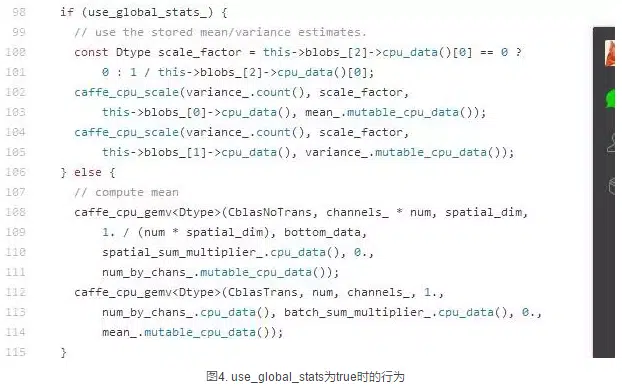 98 if (use_global_stats_) {
99 // use the stored mean/variance estimates.
100 const Dtype scale_factor = this->blobs_[2]->cpu_data()[0] == 0 ?
101 0 : 1 / this->blobs_[2]->cpu_data()[0];
102 caffe_cpu_scale(variance_.count(), scale_factor,
103 this->blobs_[0]->cpu_data(), mean_.mutable_cpu_data());
104 caffe_cpu_scale(variance_.count(), scale_factor,
105 this->blobs_[1]->cpu_data(), variance_.mutable_cpu_data());
106 } else {
107 // compute mean
108 caffe_cpu_gemv<Dtype>(CblasNoTrans, channels_ * num, spatial_dim,
109 1. / (num * spatial_dim), bottom_data,
110 spatial_sum_multiplier_.cpu_data(), 0.,
111 num_by_chans_.mutable_cpu_data());
112 caffe_cpu_gemv<Dtype>(CblasTrans, num, channels_, 1.,
113 num_by_chans_.cpu_data(), batch_sum_multiplier_.cpu_data(), 0.,
114 mean_.mutable_cpu_data());
115 }
图4. use_global_stats为true时的行为